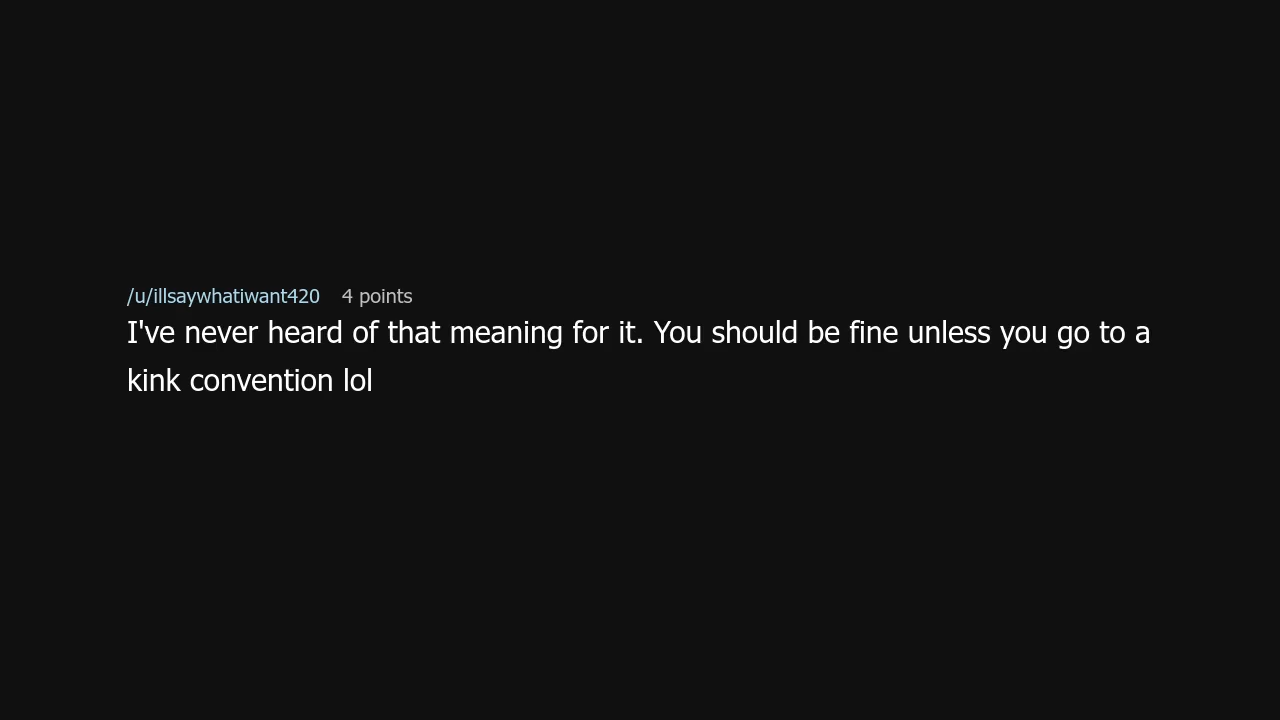 /u/illsaywhatiwant420 4 points
I've never heard of that meaning for it. You should be fine unless you go to a
kink convention lol